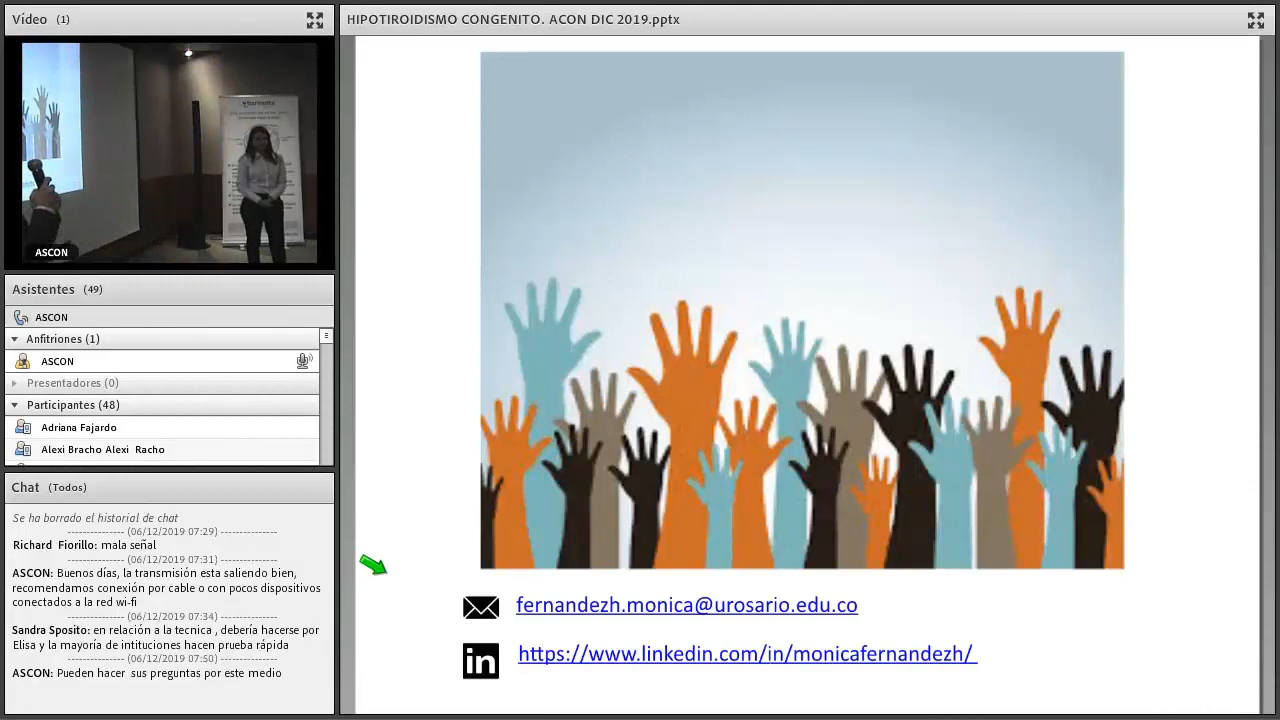 Vídeo (1)
ASCON
Asistentes (49)
ASCON
Anfitriones (1)
ASCON
Presentadores (0)
Participantes (48)
Adriana Fajardo
Alexi Bracho Alexi Racho
Chat (Todos)
Se ha borrado el historial de chat
--------------- (06/12/2019 07:29) ---------------
Richard Fiorillo: mala señal
--------------- (06/12/2019 07:31) ---------------
ASCON: Buenos días, la transmisión esta saliendo bien,
recomendamos conexión por cable o con pocos dispositivos
conectados a la red wi-fi
--------------- (06/12/2019 07:34) ---------------
Sandra Sposito: en relación a la tecnica , debería hacerse por
Elisa y la mayoría de intituciones hacen prueba rápida
--------------- (06/12/2019 07:50) ---------------
ASCON: Pueden hacer sus preguntas por este medio
HIPOTIROIDISMO CONGENITO. ACON DIC 2019.pptx
fernandezh.monica@urosario.edu.co
in https://www.linkedin.com/in/monicafernandezh/